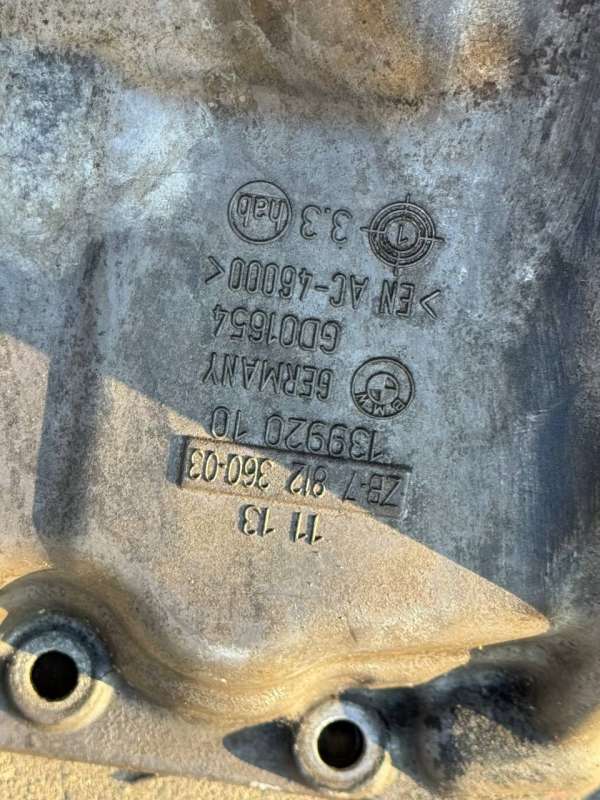 11 13
ZB-7 812 360-03
139920 10
BMW GERMANY
GD01654
>EN AC-46000<
1 3.3 hab